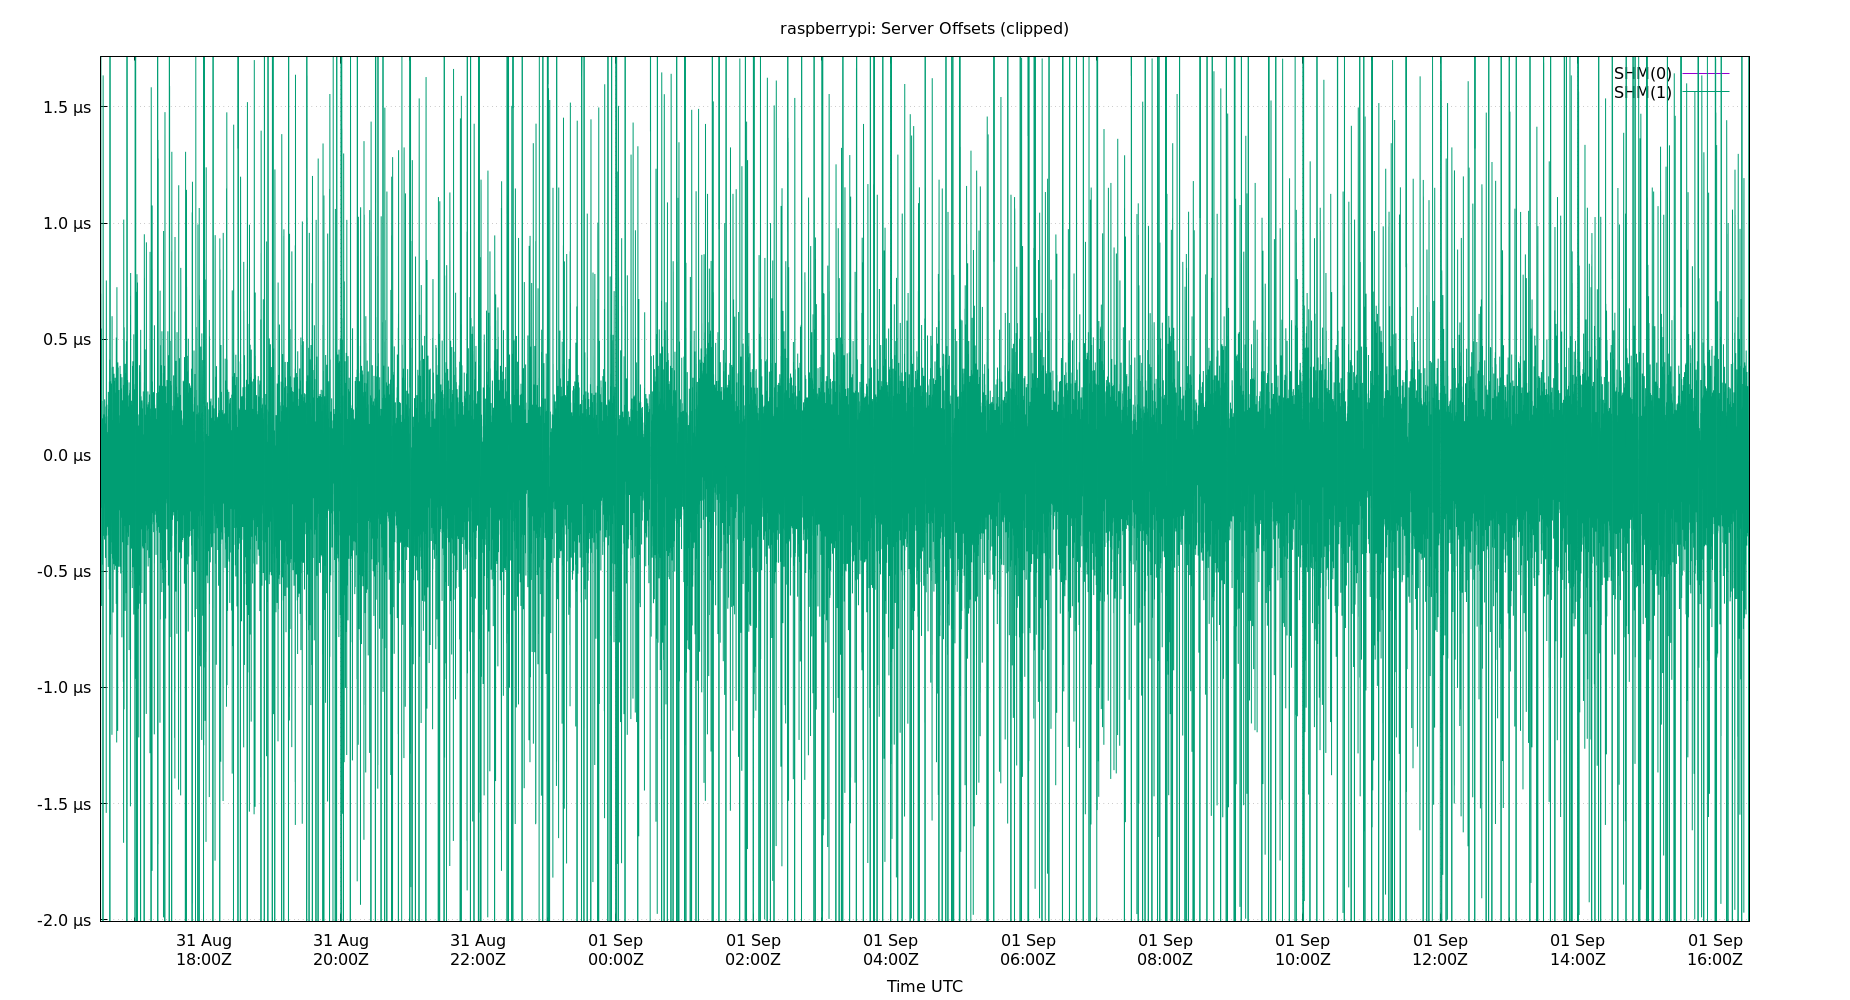 raspberrypi: Server Offsets (clipped)
SHM(0)
SHM(1)
1.5 µs
1.0 µs
0.5 µs
0.0 µs
-0.5 µs
-1.0 µs
-1.5 µs
-2.0 µs
31 Aug 31 Aug 31 Aug 01 Sep 01 Sep 01 Sep 01 Sep 01 Sep 01 Sep 01 Sep 01 Sep 01 Sep
18:00Z 20:00Z 22:00Z 00:00Z 02:00Z 04:00Z 06:00Z 08:00Z 10:00Z 12:00Z 14:00Z 16:00Z
Time UTC